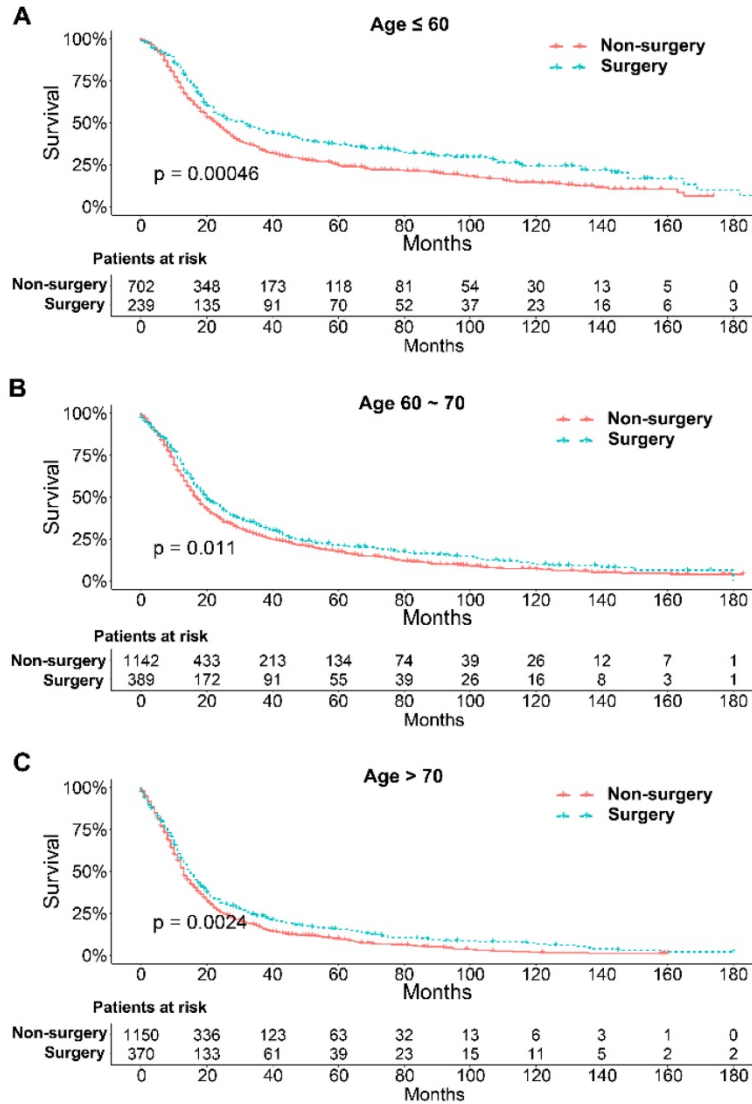 A
Age ≤ 60
100%
75%
50%
25%
0%
Survival
Non-surgery
Surgery
p = 0.00046
0 20 40 60 80 100 120 140 160 180
Months
Patients at risk
Non-surgery 702 348 173 118 81 54 30 13 5 0
Surgery 239 135 91 70 52 37 23 16 6 3
0 20 40 60 80 100 120 140 160 180
Months
B
Age 60 ~ 70
100%
75%
50%
25%
0%
Survival
Non-surgery
Surgery
p = 0.011
0 20 40 60 80 100 120 140 160 180
Months
Patients at risk
Non-surgery 1142 433 213 134 74 39 26 12 7 1
Surgery 389 172 91 55 39 26 16 8 3 1
0 20 40 60 80 100 120 140 160 180
Months
C
Age > 70
100%
75%
50%
25%
0%
Survival
Non-surgery
Surgery
p = 0.0024
0 20 40 60 80 100 120 140 160 180
Months
Patients at risk
Non-surgery 1150 336 123 63 32 13 6 3 1 0
Surgery 370 133 61 39 23 15 11 5 2 2
0 20 40 60 80 100 120 140 160 180
Months